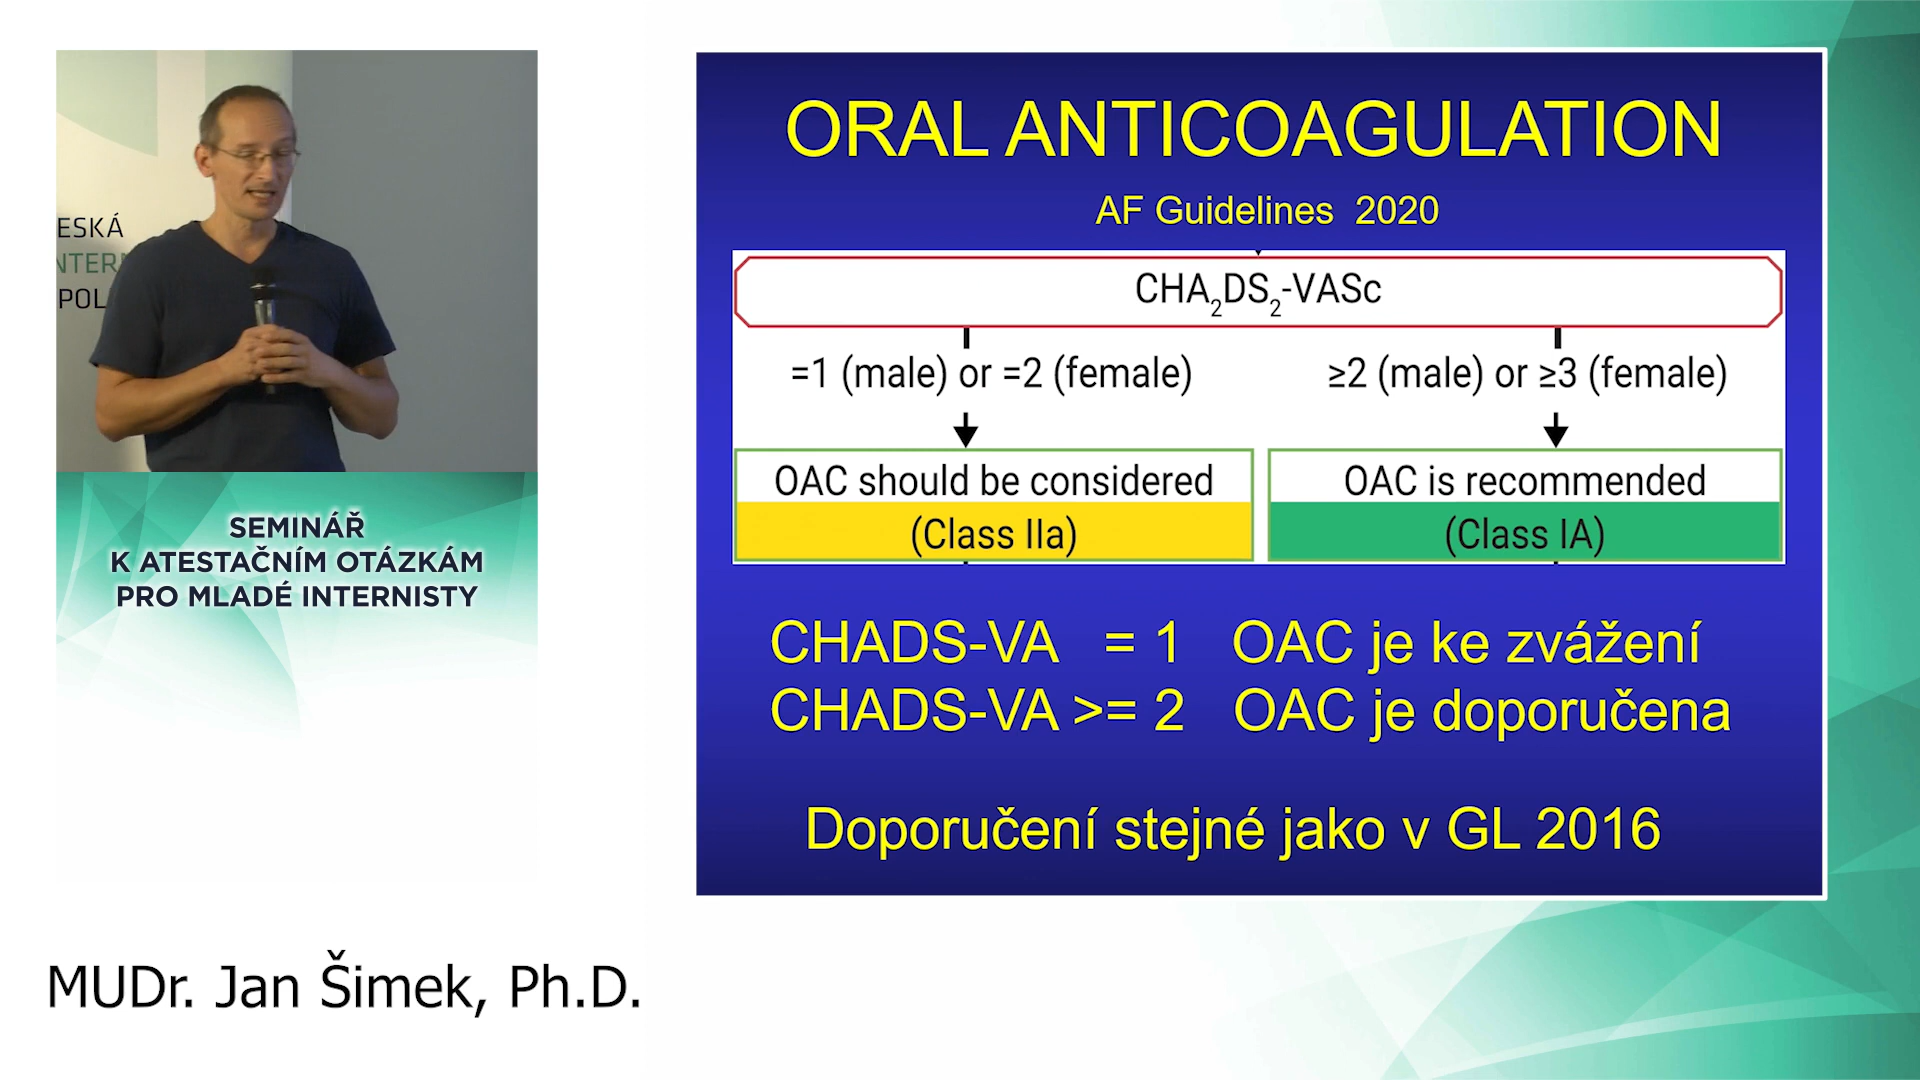 ESKÁ
NTER
POL
SEMINÁŘ
K ATESTAČNÍM OTÁZKÁM
PRO MLADÉ INTERNISTY
MUDr. Jan Šimek, Ph.D.
ORAL ANTICOAGULATION
AF Guidelines 2020
CHA₂DS₂-VASc
=1 (male) or =2 (female)
≥2 (male) or ≥3 (female)
OAC should be considered
(Class IIa)
OAC is recommended
(Class IA)
CHADS-VA = 1 OAC je ke zvážení
CHADS-VA >= 2 OAC je doporučena
Doporučení stejné jako v GL 2016